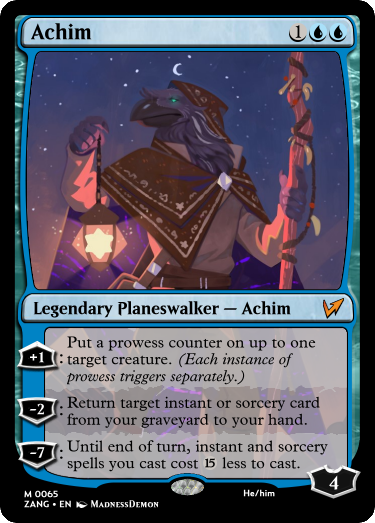 Achim 1
Legendary Planeswalker — Achim
+1: Put a prowess counter on up to one
target creature. (Each instance of
prowess triggers separately.)
-2: Return target instant or sorcery card
from your graveyard to your hand.
-7: Until end of turn, instant and sorcery
spells you cast cost 15 less to cast.
4
M 0065
ZANG • EN MadnessDemon
He/him